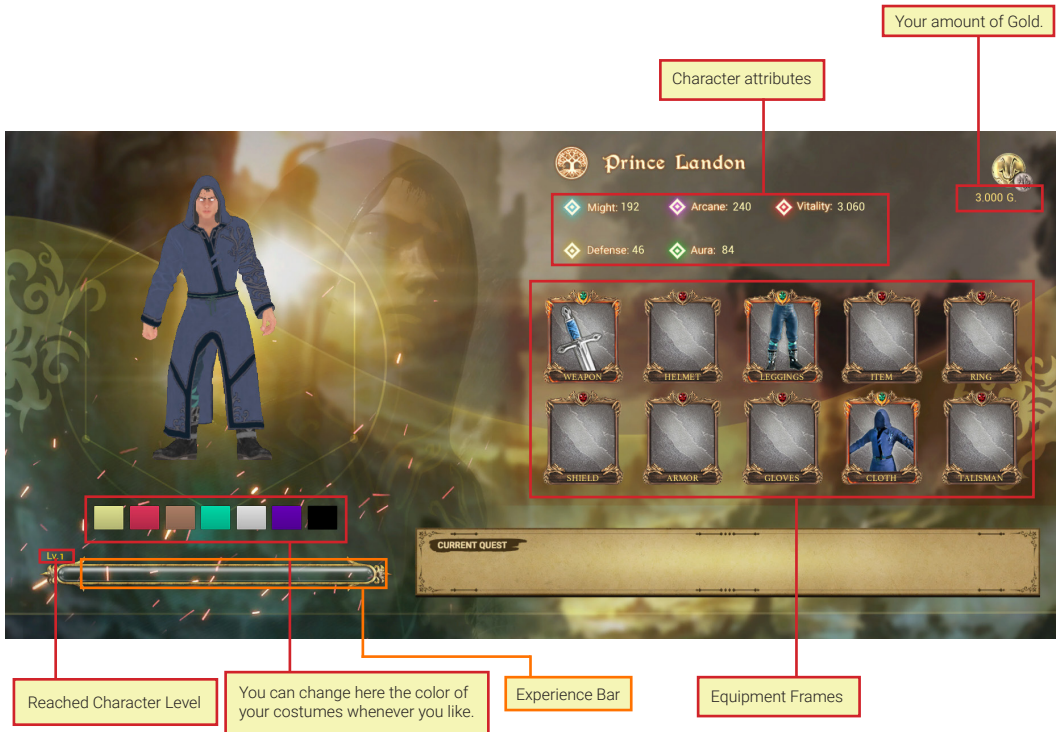 Your amount of Gold.
Character attributes
Prince Landon
3.000 G.
Might: 192 Arcane: 240 Vitality: 3.060
Defense: 46 Aura: 84
WEAPON HELMET LEGGINGS ITEM RING
SHIELD ARMOR GLOVES CLOTH TALISMAN
CURRENT QUEST
Lv.1
Reached Character Level
You can change here the color of
your costumes whenever you like.
Experience Bar
Equipment Frames